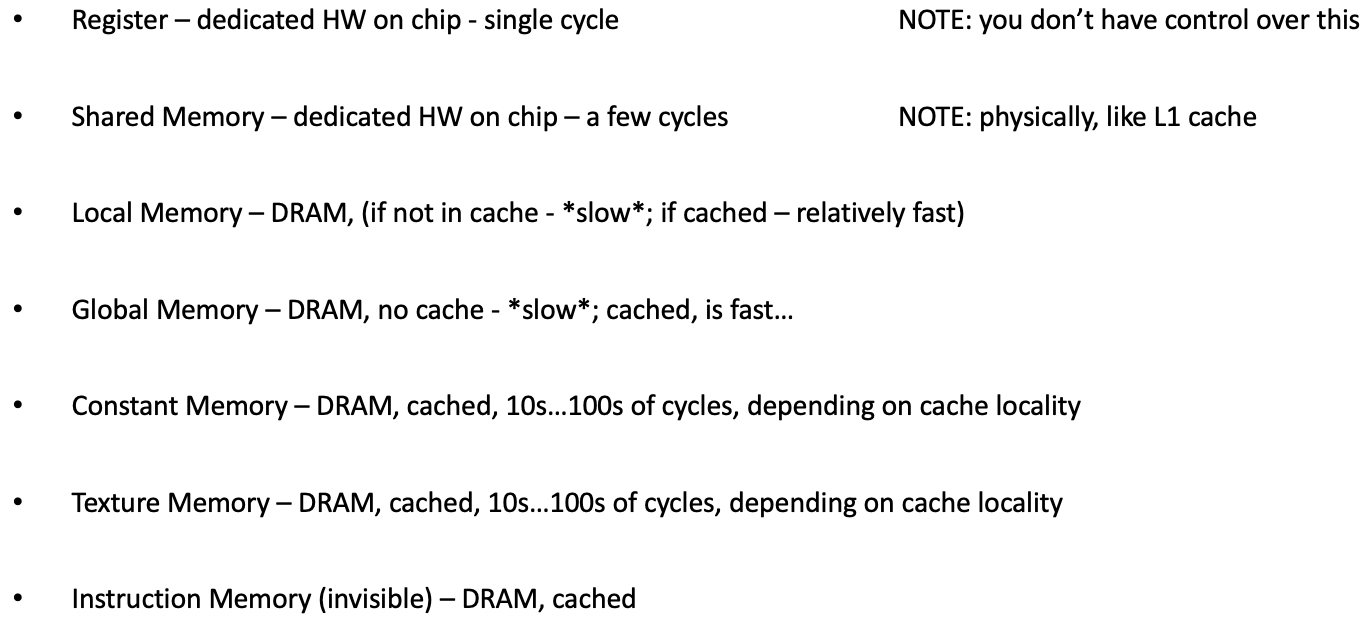 • Register – dedicated HW on chip - single cycle NOTE: you don’t have control over this
• Shared Memory – dedicated HW on chip – a few cycles NOTE: physically, like L1 cache
• Local Memory – DRAM, (if not in cache - *slow*; if cached – relatively fast)
• Global Memory – DRAM, no cache - *slow*; cached, is fast…
• Constant Memory – DRAM, cached, 10s…100s of cycles, depending on cache locality
• Texture Memory – DRAM, cached, 10s…100s of cycles, depending on cache locality
• Instruction Memory (invisible) – DRAM, cached